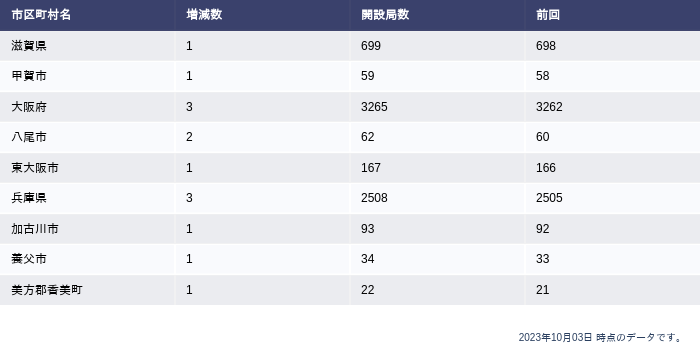 市区町村名 増減数 開設局数 前回
滋賀県 1 699 698
甲賀市 1 59 58
大阪府 3 3265 3262
八尾市 2 62 60
東大阪市 1 167 166
兵庫県 3 2508 2505
加古川市 1 93 92
養父市 1 34 33
美方郡香美町 1 22 21
2023年10月03日 時点のデータです。